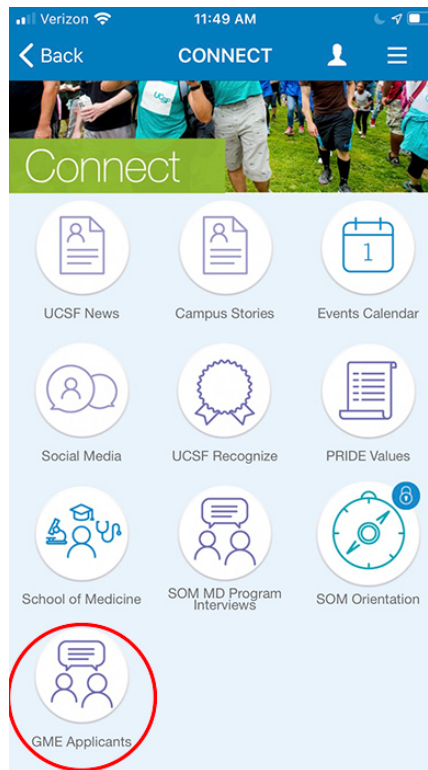 Verizon 11:49 AM
Back CONNECT
UCSF
Connect
1
UCSF News Campus Stories Events Calendar
Social Media UCSF Recognize PRIDE Values
School of Medicine SOM MD Program Interviews SOM Orientation
GME Applicants